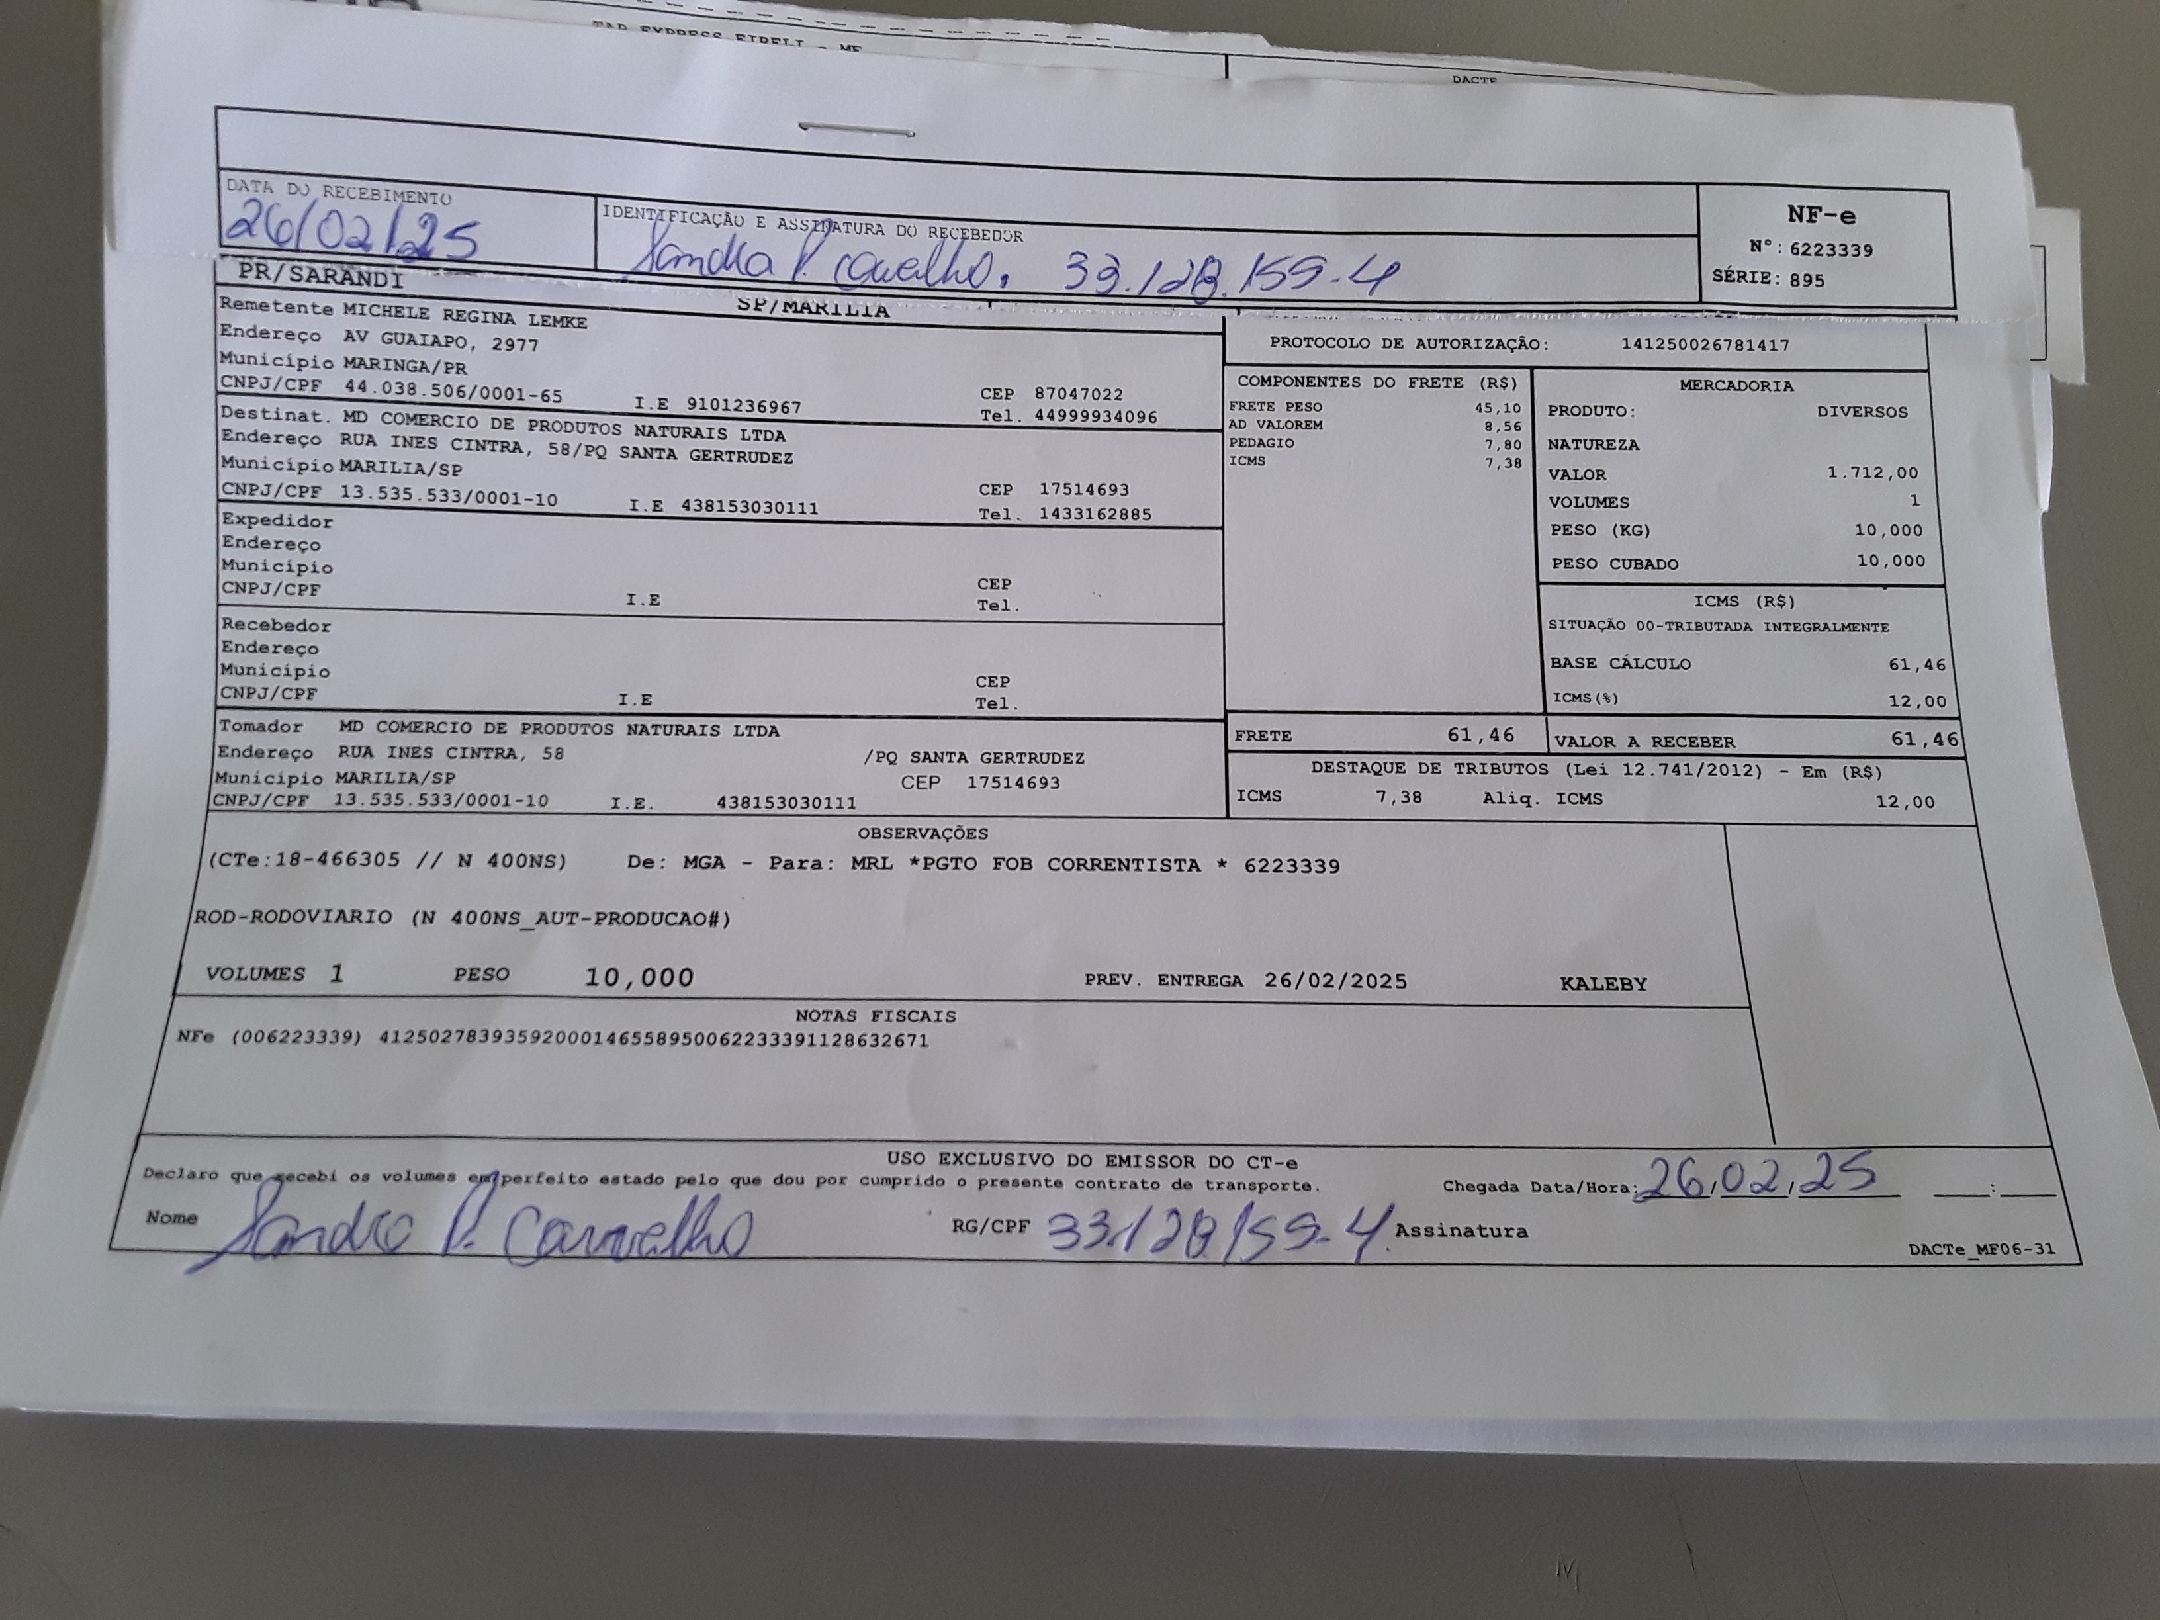 DACTE
DATA DO RECEBIMENTO
26/02/25
IDENTIFICAÇÃO E ASSINATURA DO RECEBEDOR
Sandra P. Carvalho. 33.128.159-4
NF-e
Nº: 6223339
SÉRIE: 895
PR/SARANDI
SP/MARILIA
Remetente MICHELE REGINA LEMKE
Endereço AV GUAIAPO, 2977
Município MARINGA/PR
CNPJ/CPF 44.038.506/0001-65 I.E 9101236967
CEP 87047022
Tel. 44999934096
Destinat. MD COMERCIO DE PRODUTOS NATURAIS LTDA
Endereço RUA INES CINTRA, 58/PQ SANTA GERTRUDEZ
Município MARILIA/SP
CNPJ/CPF 13.535.533/0001-10 I.E 438153030111
CEP 17514693
Tel. 1433162885
Expedidor
Endereço
Município
CNPJ/CPF I.E
CEP
Tel.
Recebedor
Endereço
Município
CNPJ/CPF I.E
CEP
Tel.
Tomador MD COMERCIO DE PRODUTOS NATURAIS LTDA
Endereço RUA INES CINTRA, 58 /PQ SANTA GERTRUDEZ
Município MARILIA/SP CEP 17514693
CNPJ/CPF 13.535.533/0001-10 I.E. 438153030111
PROTOCOLO DE AUTORIZAÇÃO: 141250026781417
COMPONENTES DO FRETE (R$)
FRETE PESO 45,10
AD VALOREM 8,56
PEDAGIO 7,80
ICMS 7,38
MERCADORIA
PRODUTO: DIVERSOS
NATUREZA
VALOR 1.712,00
VOLUMES 1
PESO (KG) 10,000
PESO CUBADO 10,000
ICMS (R$)
SITUAÇÃO 00-TRIBUTADA INTEGRALMENTE
BASE CÁLCULO 61,46
ICMS(%) 12,00
FRETE 61,46
VALOR A RECEBER 61,46
DESTAQUE DE TRIBUTOS (Lei 12.741/2012) - Em (R$)
ICMS 7,38 Aliq. ICMS 12,00
OBSERVAÇÕES
(CTe:18-466305 // N 400NS) De: MGA - Para: MRL *PGTO FOB CORRENTISTA * 6223339
ROD-RODOVIARIO (N 400NS_AUT-PRODUCAO#)
VOLUMES 1 PESO 10,000 PREV. ENTREGA 26/02/2025 KALEBY
NOTAS FISCAIS
NFe (006223339) 41250278393592000146558950062233391128632671
USO EXCLUSIVO DO EMISSOR DO CT-e
Declaro que recebi os volumes em perfeito estado pelo que dou por cumprido o presente contrato de transporte.
Chegada Data/Hora: 26/02/25 ____:____
Nome Sandra P. Carvalho RG/CPF 33.128.159-4 Assinatura
DACTe_MF06-31